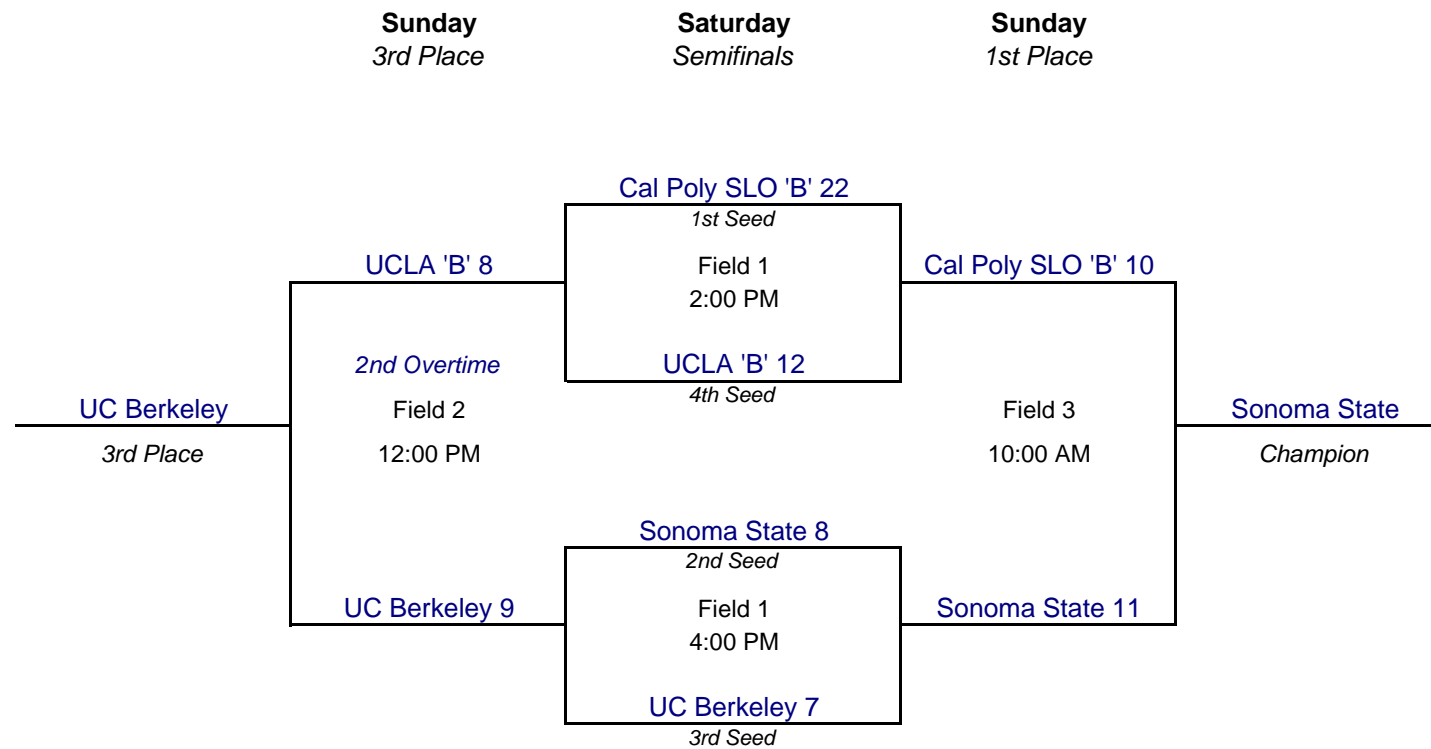 Sunday Saturday Sunday
3rd Place Semifinals 1st Place
Cal Poly SLO 'B' 22
1st Seed
UCLA 'B' 8 Field 1 Cal Poly SLO 'B' 10
2:00 PM
2nd Overtime UCLA 'B' 12
4th Seed
UC Berkeley Field 2 Field 3 Sonoma State
3rd Place 12:00 PM 10:00 AM Champion
Sonoma State 8
2nd Seed
UC Berkeley 9 Field 1 Sonoma State 11
4:00 PM
UC Berkeley 7
3rd Seed